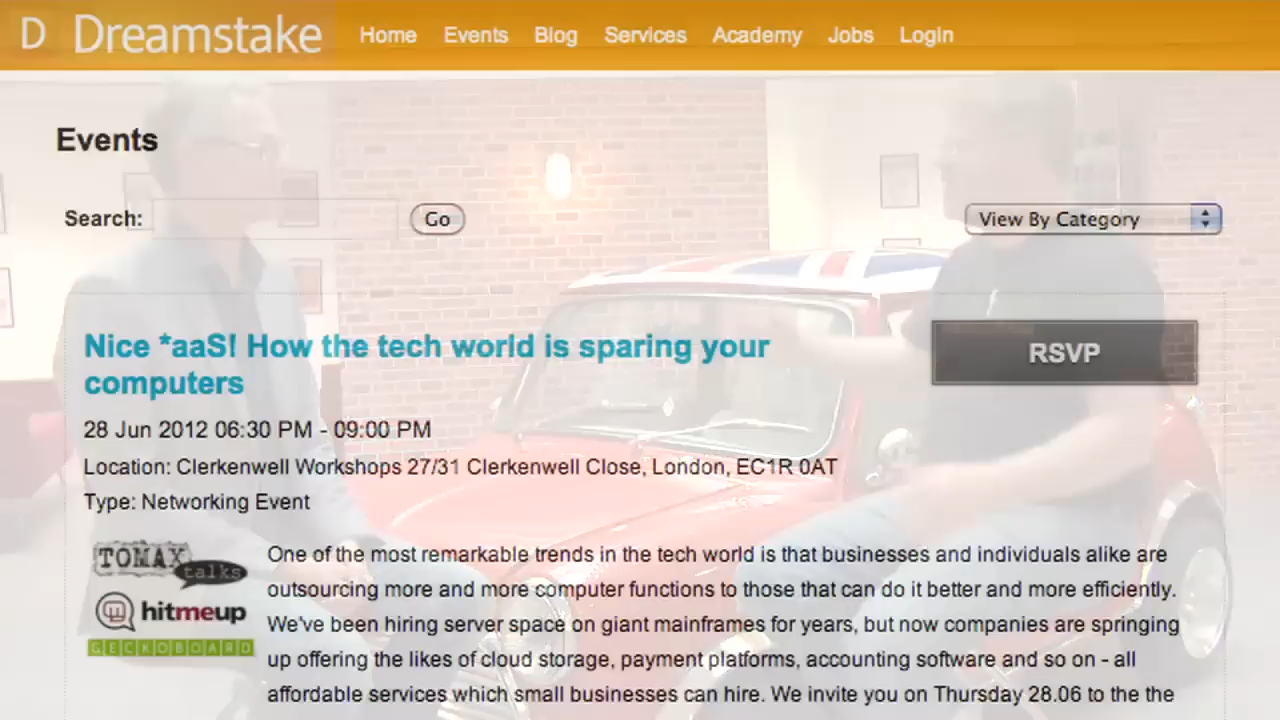 D Dreamstake Home Events Blog Services Academy Jobs Login
Events
Search: Go View By Category
Nice *aaS! How the tech world is sparing your
computers
RSVP
28 Jun 2012 06:30 PM - 09:00 PM
Location: Clerkenwell Workshops 27/31 Clerkenwell Close, London, EC1R 0AT
Type: Networking Event
TOMAX
talks
hitmeup
GECKOBOARD
One of the most remarkable trends in the tech world is that businesses and individuals alike are
outsourcing more and more computer functions to those that can do it better and more efficiently.
We've been hiring server space on giant mainframes for years, but now companies are springing
up offering the likes of cloud storage, payment platforms, accounting software and so on - all
affordable services which small businesses can hire. We invite you on Thursday 28.06 to the the